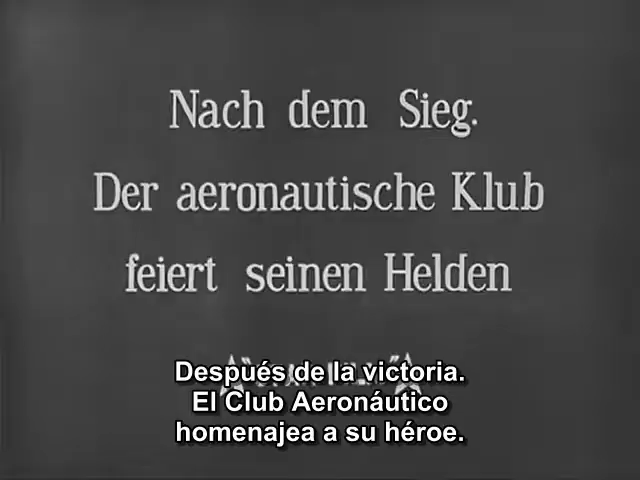 Nach dem Sieg.
Der aeronautische Klub
feiert seinen Helden
Después de la victoria.
El Club Aeronáutico
homenajea a su héroe.